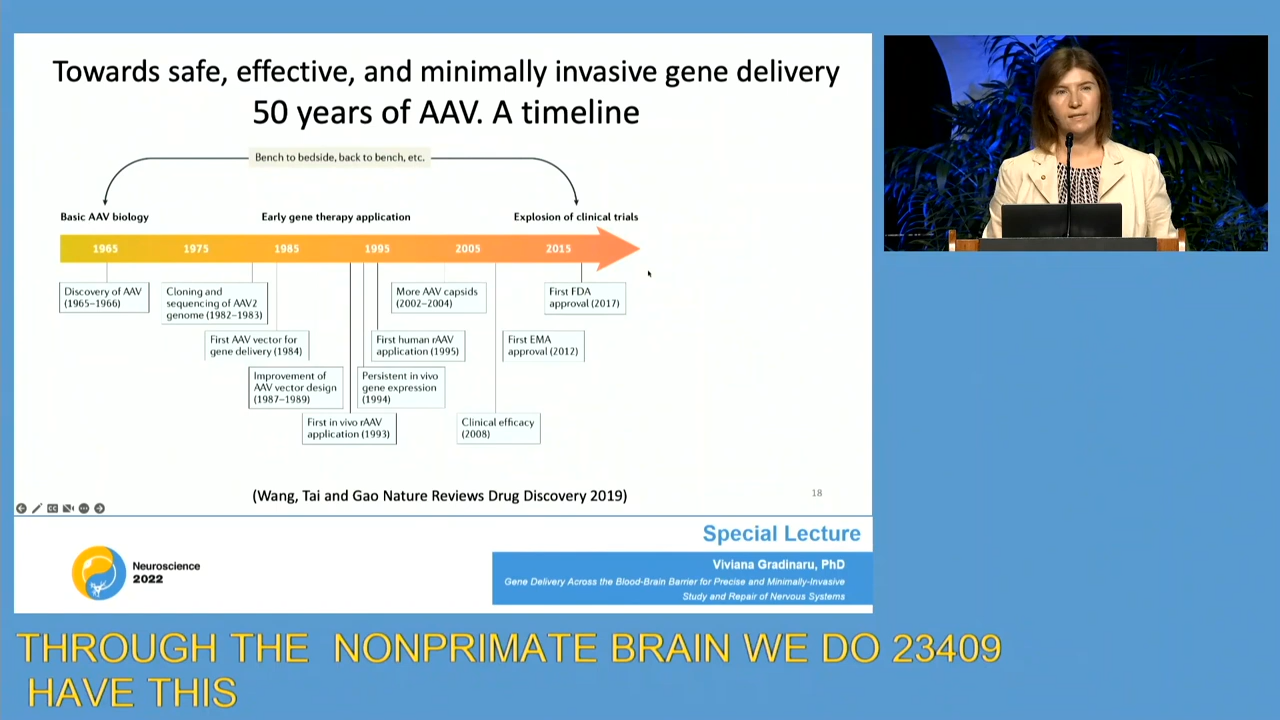 Towards safe, effective, and minimally invasive gene delivery
50 years of AAV. A timeline
Bench to bedside, back to bench, etc.
Basic AAV biology
Early gene therapy application
Explosion of clinical trials
1965
1975
1985
1995
2005
2015
Discovery of AAV
(1965–1966)
Cloning and
sequencing of AAV2
genome (1982–1983)
More AAV capsids
(2002–2004)
First FDA
approval (2017)
First AAV vector for
gene delivery (1984)
First human rAAV
application (1995)
First EMA
approval (2012)
Improvement of
AAV vector design
(1987–1989)
Persistent in vivo
gene expression
(1994)
First in vivo rAAV
application (1993)
Clinical efficacy
(2008)
(Wang, Tai and Gao Nature Reviews Drug Discovery 2019)
18
Special Lecture
Neuroscience
2022
Viviana Gradinaru, PhD
Gene Delivery Across the Blood-Brain Barrier for Precise and Minimally-Invasive
Study and Repair of Nervous Systems
THROUGH THE  NONPRIMATE BRAIN WE DO 23409
HAVE THIS